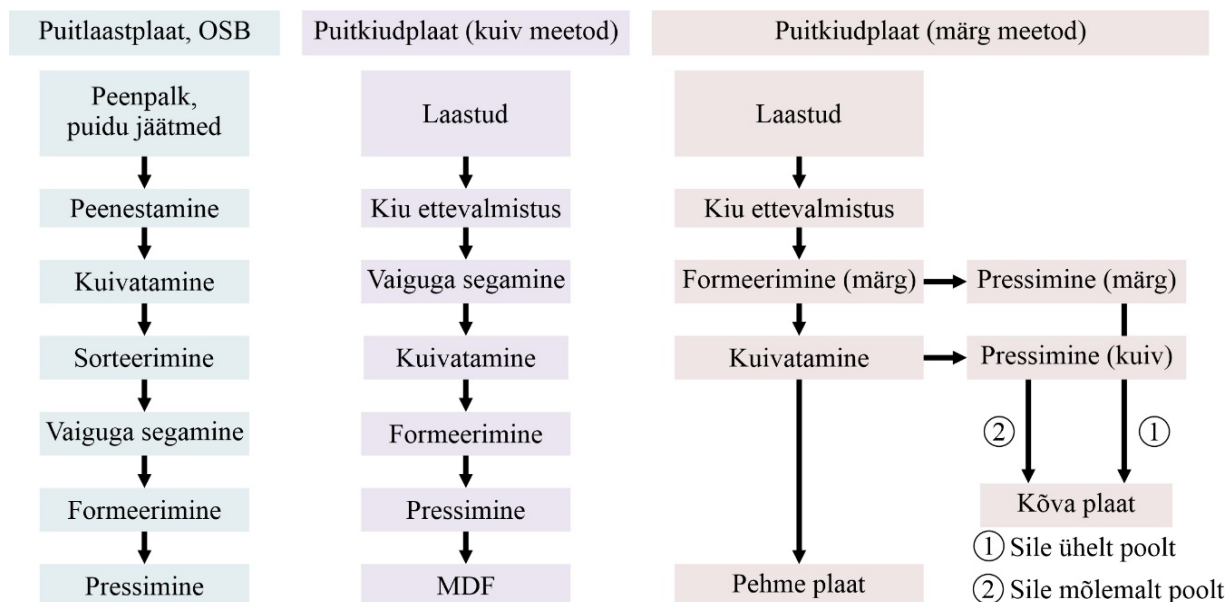 Puitlaastplaat, OSB
Peenpalk,
puidu jäätmed
Peenestamine
Kuivatamine
Sorteerimine
Vaiguga segamine
Formeerimine
Pressimine
Puitkiudplaat (kuiv meetod)
Laastud
Kiu ettevalmistus
Vaiguga segamine
Kuivatamine
Formeerimine
Pressimine
MDF
Puitkiudplaat (märg meetod)
Laastud
Kiu ettevalmistus
Formeerimine (märg)
Pressimine (märg)
Kuivatamine
Pressimine (kuiv)
② ①
Kõva plaat
① Sile ühelt poolt
Pehme plaat
② Sile mõlemalt poolt